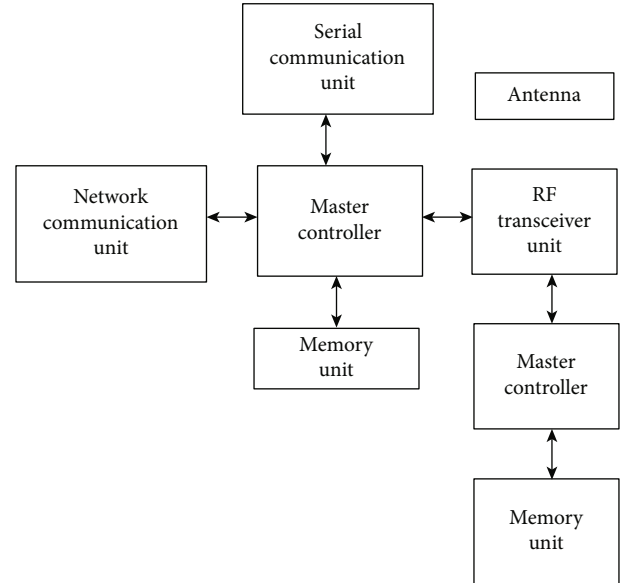 Serial
communication
unit
Antenna
Network
communication
unit
Master
controller
RF
transceiver
unit
Memory
unit
Master
controller
Memory
unit